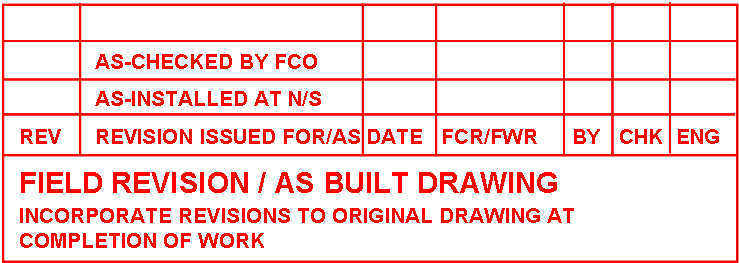 AS-CHECKED BY FCO
AS-INSTALLED AT N/S
REV REVISION ISSUED FOR/AS DATE FCR/FWR BY CHK ENG
FIELD REVISION / AS BUILT DRAWING
INCORPORATE REVISIONS TO ORIGINAL DRAWING AT
COMPLETION OF WORK